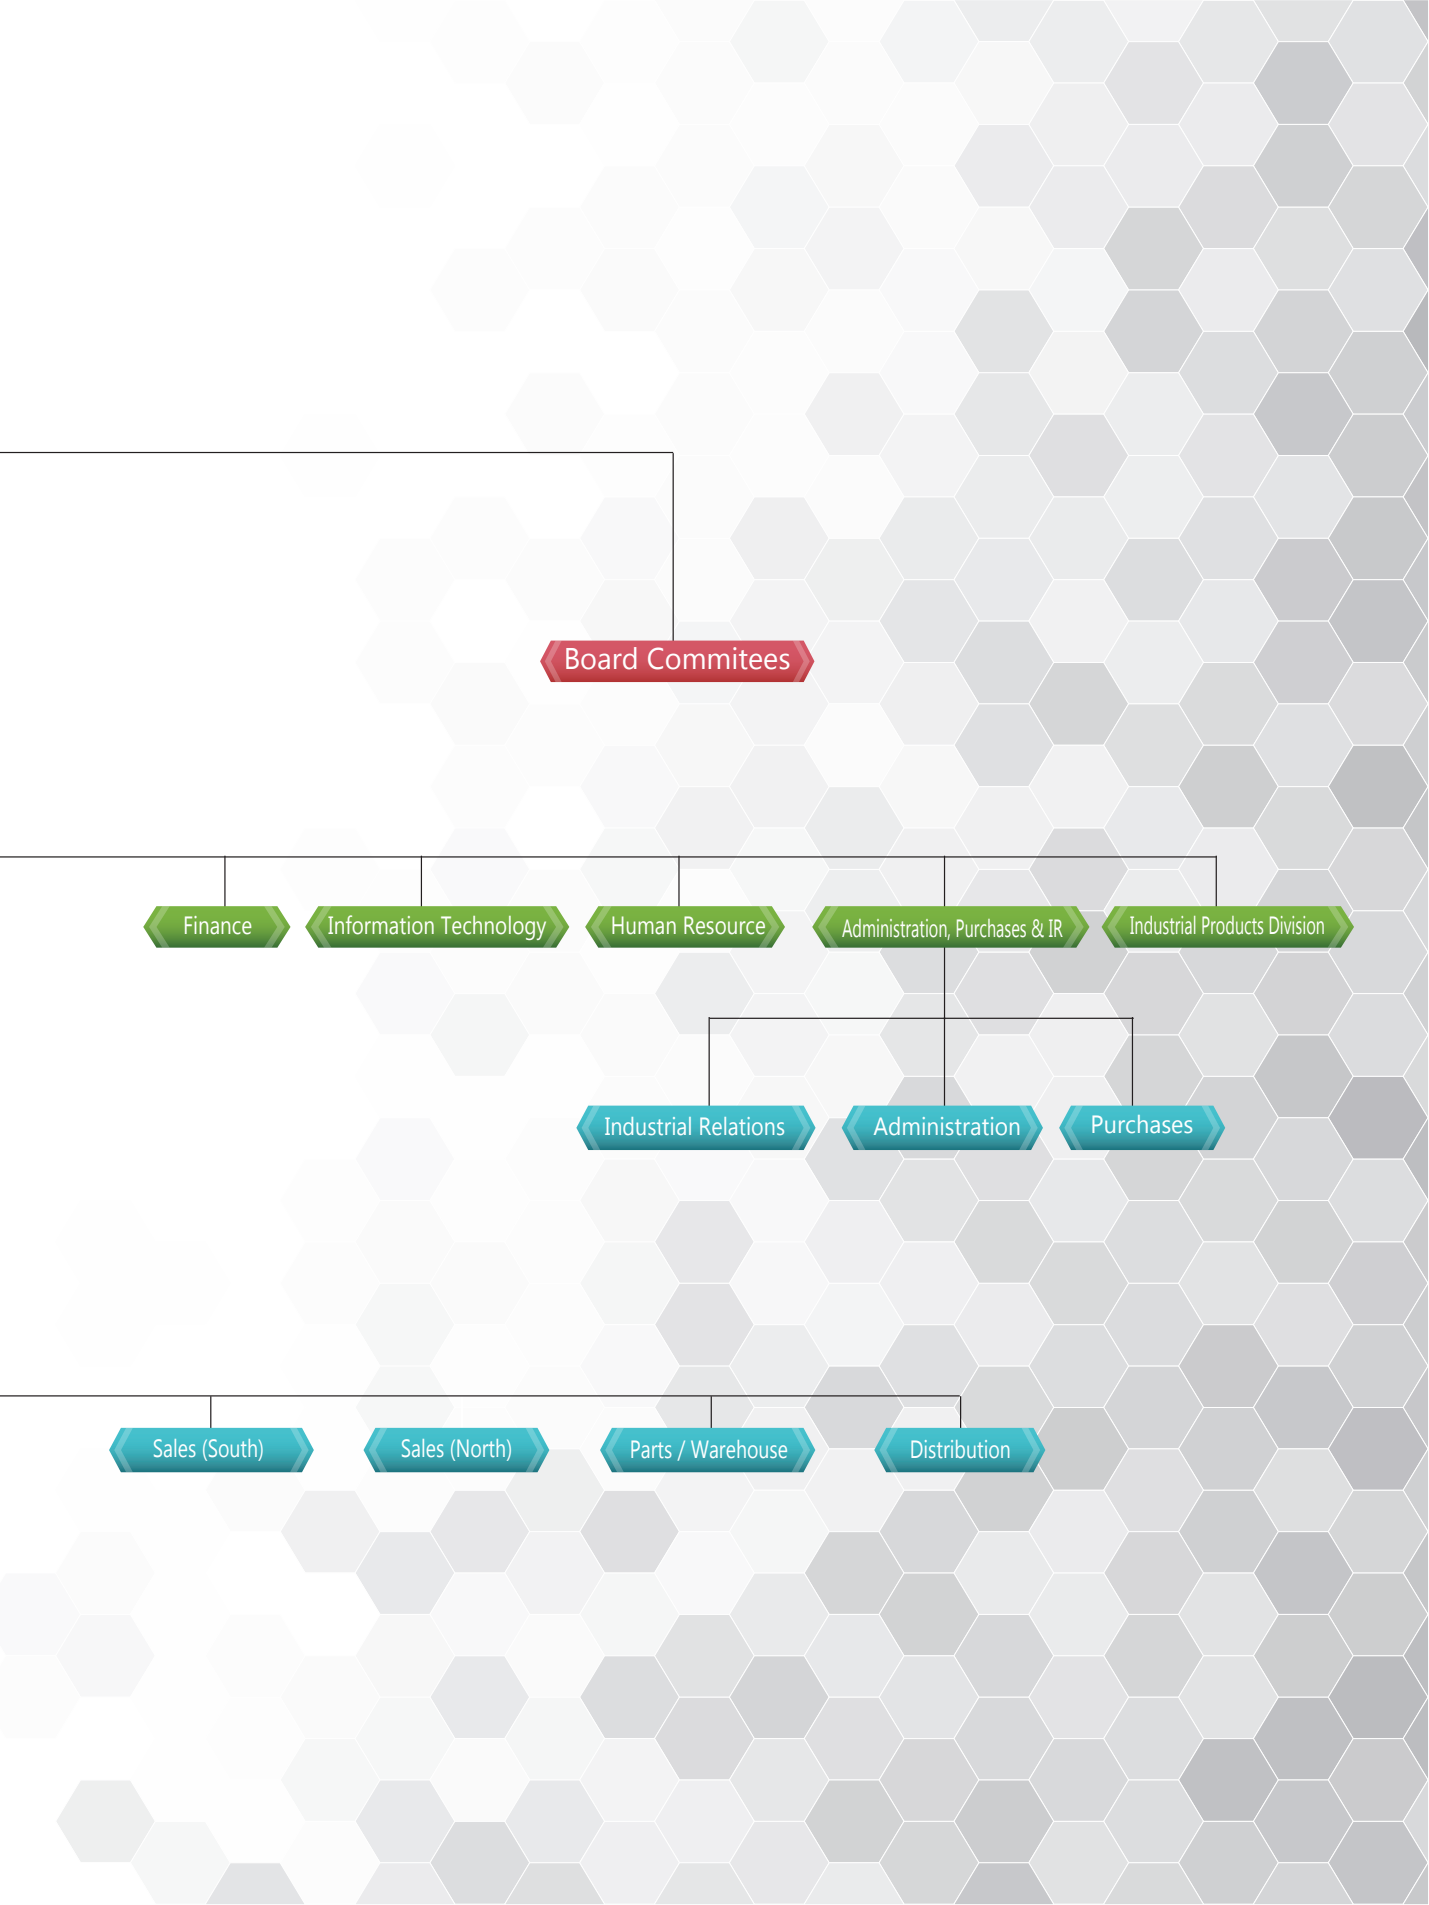 Board Commitees
Finance
Information Technology
Human Resource
Administration, Purchases & IR
Industrial Products Division
Industrial Relations
Administration
Purchases
Sales (South)
Sales (North)
Parts / Warehouse
Distribution